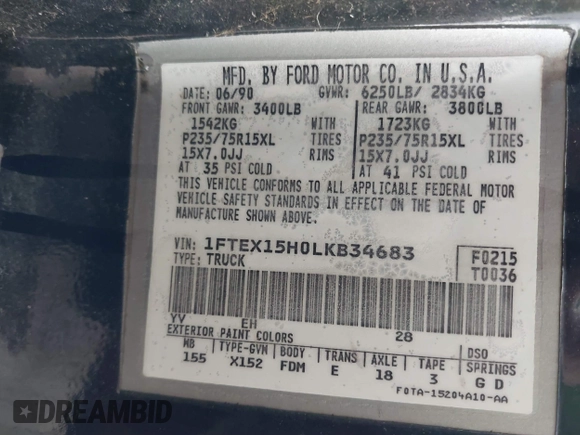 MFD. BY FORD MOTOR CO. IN U.S.A.
DATE: 06/90 GVWR: 6250LB/ 2834KG
FRONT GAWR: 3400LB REAR GAWR: 3800LB
1542KG WITH 1723KG WITH
P235/75R15XL TIRES P235/75R15XL TIRES
15X7.0JJ RIMS 15X7.0JJ RIMS
AT 35 PSI COLD AT 41 PSI COLD
THIS VEHICLE CONFORMS TO ALL APPLICABLE FEDERAL MOTOR
VEHICLE SAFETY STANDARDS IN EFFECT ON THE DATE OF
MANUFACTURE SHOWN ABOVE.
VIN: 1FTEX15H0LKB34683 F0215
TYPE: TRUCK T0036
YV EH 28
EXTERIOR PAINT COLORS DSO
WB TYPE-GVM BODY TRANS AXLE TAPE SPRINGS
155 X152 FDM E 18 3 G D
F0TA-15204A10-AA
DREAMBID